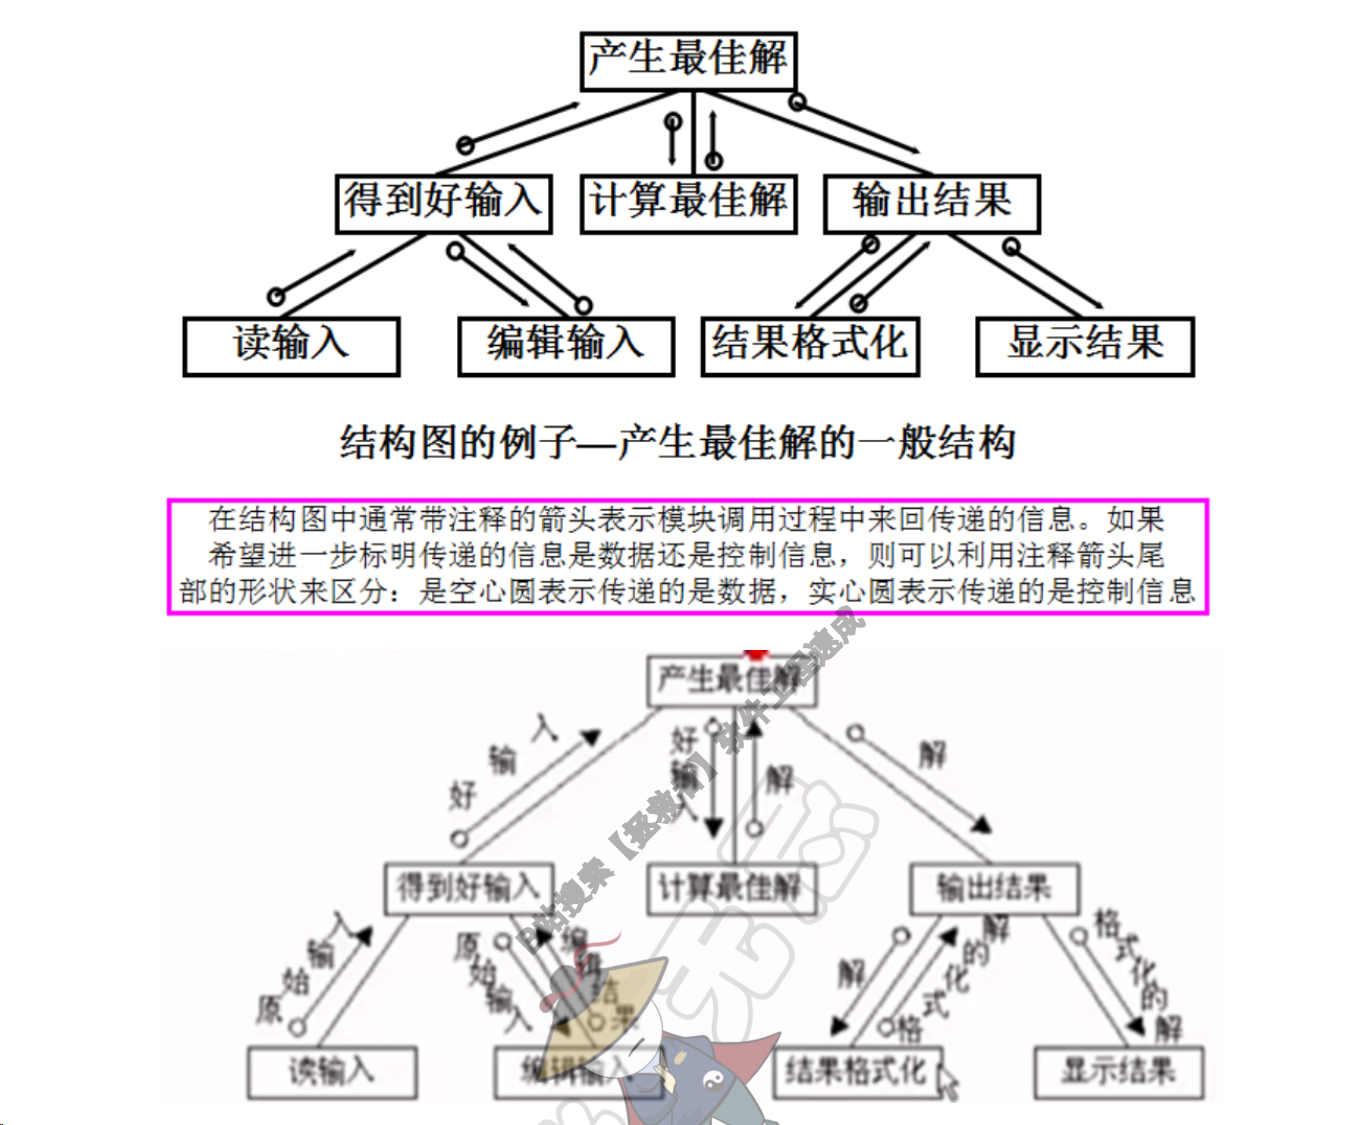 产生最佳解
得到好输入
计算最佳解
输出结果
读输入
编辑输入
结果格式化
显示结果
结构图的例子—产生最佳解的一般结构
在结构图中通常带注释的箭头表示模块调用过程中来回传递的信息。如果
希望进一步标明传递的信息是数据还是控制信息，则可以利用注释箭头尾
部的形状来区分：是空心圆表示传递的是数据，实心圆表示传递的是控制信息
产生最佳解
好输入
好输入
解
解
得到好输入
计算最佳解
输出结果
原始输入
原始输入
编辑结果
解
格式化的解
格式化的解
读输入
编辑输入
结果格式化
显示结果
B站搜索【拯救者】软件工程速成